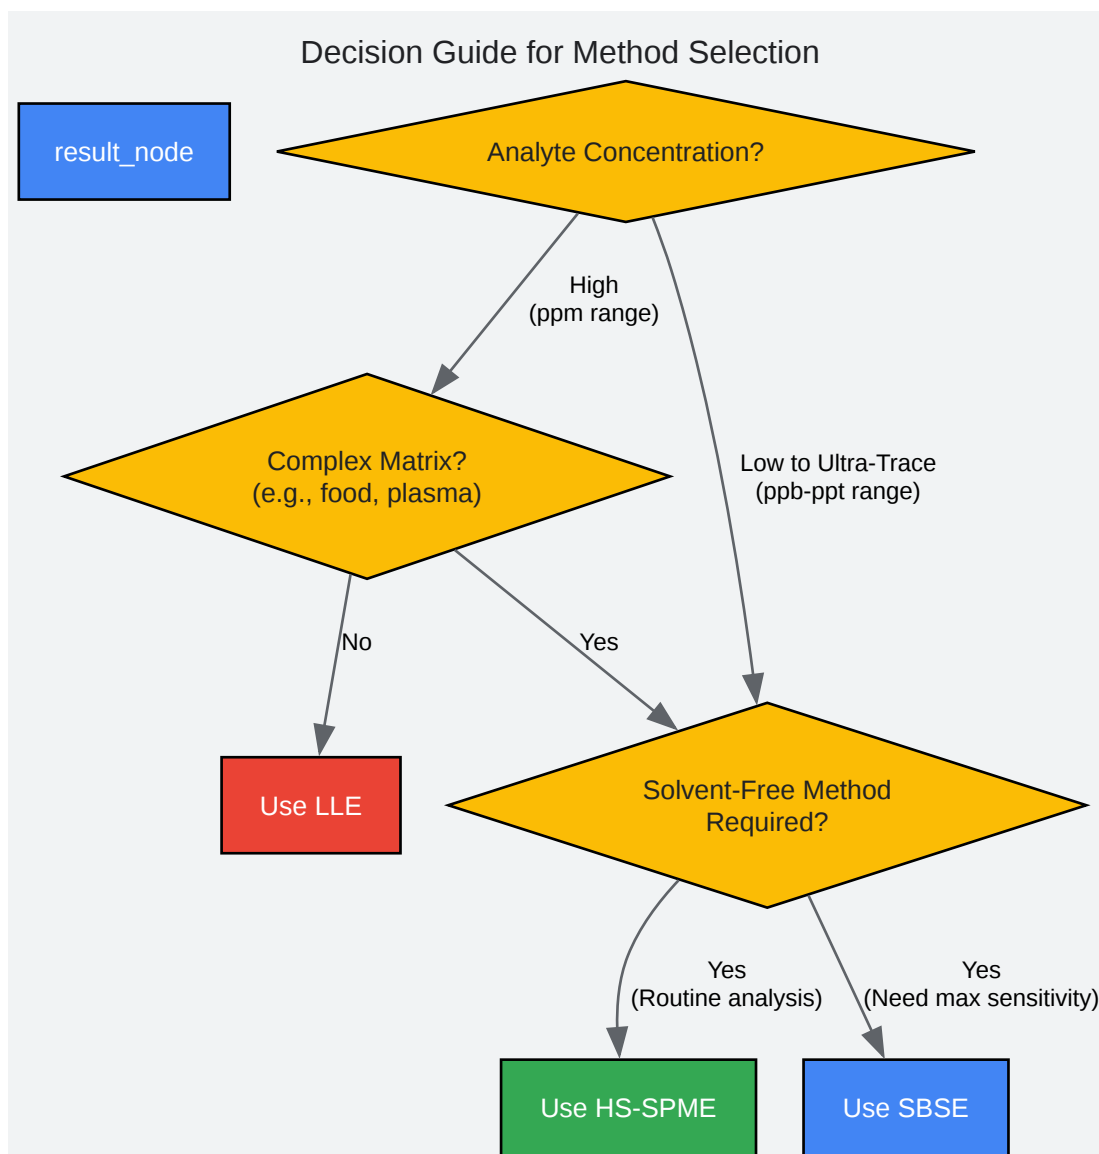 Decision Guide for Method Selection
result_node
Analyte Concentration?
High
(ppm range)
Complex Matrix?
(e.g., food, plasma)
Low to Ultra-Trace
(ppb-ppt range)
No
Yes
Use LLE
Solvent-Free Method
Required?
Yes
(Routine analysis)
Yes
(Need max sensitivity)
Use HS-SPME
Use SBSE